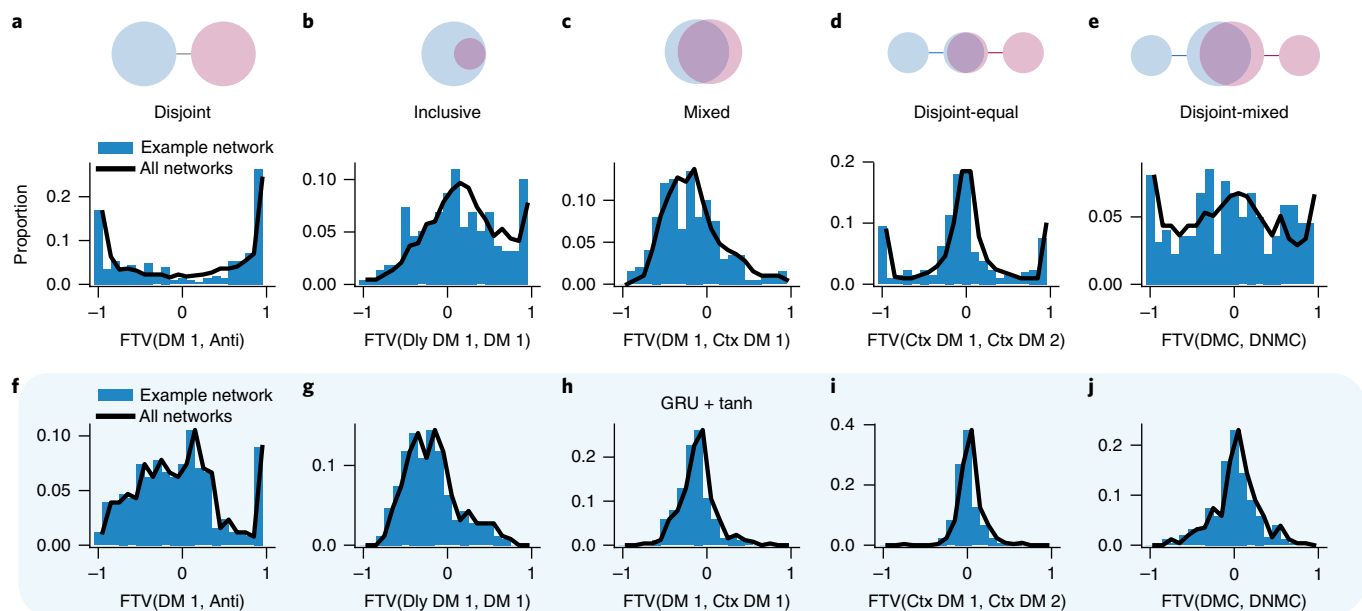 a
Disjoint
b
Inclusive
c
Mixed
d
Disjoint-equal
e
Disjoint-mixed
Example network
All networks
Proportion
0.2
0.1
0.0
−1 0 1
FTV(DM 1, Anti)
0.10
0.05
0.00
−1 0 1
FTV(Dly DM 1, DM 1)
0.10
0.05
0.00
−1 0 1
FTV(DM 1, Ctx DM 1)
0.2
0.1
0.0
−1 0 1
FTV(Ctx DM 1, Ctx DM 2)
0.05
0.00
−1 0 1
FTV(DMC, DNMC)
f
Example network
All networks
0.10
0.05
0.00
−1 0 1
FTV(DM 1, Anti)
g
0.1
0.0
−1 0 1
FTV(Dly DM 1, DM 1)
h
GRU + tanh
0.2
0.1
0.0
−1 0 1
FTV(DM 1, Ctx DM 1)
i
0.4
0.2
0.0
−1 0 1
FTV(Ctx DM 1, Ctx DM 2)
j
0.2
0.1
0.0
−1 0 1
FTV(DMC, DNMC)